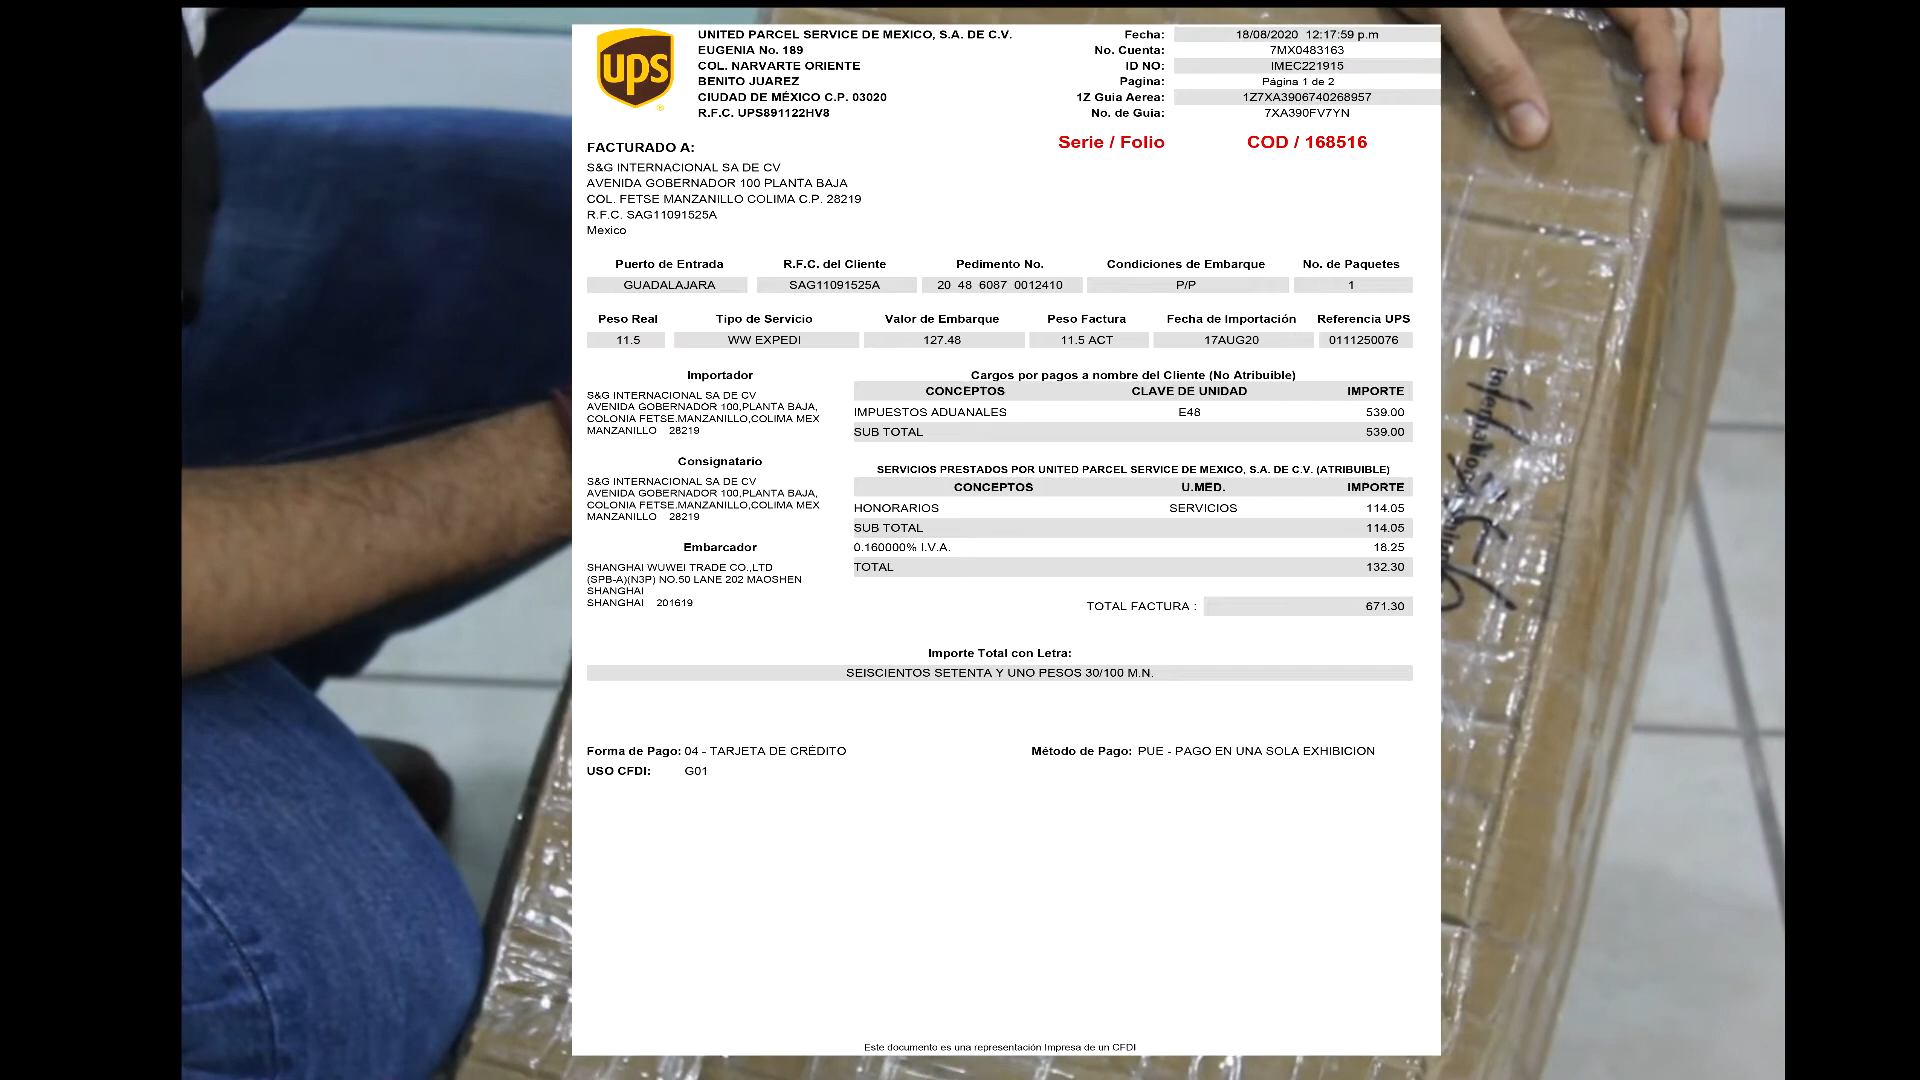 ups
UNITED PARCEL SERVICE DE MEXICO, S.A. DE C.V.
EUGENIA No. 189
COL. NARVARTE ORIENTE
BENITO JUAREZ
CIUDAD DE MÉXICO C.P. 03020
R.F.C. UPS891122HV8
Fecha: 18/08/2020 12:17:59 p.m
No. Cuenta: 7MX0483163
ID NO: IMEC221915
Pagina: Página 1 de 2
1Z Guia Aerea: 1Z7XA3906740268957
No. de Guia: 7XA390FV7YN
Serie / Folio COD / 168516
FACTURADO A:
S&G INTERNACIONAL SA DE CV
AVENIDA GOBERNADOR 100 PLANTA BAJA
COL. FETSE MANZANILLO COLIMA C.P. 28219
R.F.C. SAG11091525A
Mexico
Puerto de Entrada R.F.C. del Cliente Pedimento No. Condiciones de Embarque No. de Paquetes
GUADALAJARA SAG11091525A 20 48 6087 0012410 P/P 1
Peso Real Tipo de Servicio Valor de Embarque Peso Factura Fecha de Importación Referencia UPS
11.5 WW EXPEDI 127.48 11.5 ACT 17AUG20 0111250076
Importador
S&G INTERNACIONAL SA DE CV
AVENIDA GOBERNADOR 100,PLANTA BAJA,
COLONIA FETSE.MANZANILLO,COLIMA MEX
MANZANILLO 28219
Consignatario
S&G INTERNACIONAL SA DE CV
AVENIDA GOBERNADOR 100,PLANTA BAJA,
COLONIA FETSE.MANZANILLO,COLIMA MEX
MANZANILLO 28219
Embarcador
SHANGHAI WUWEI TRADE CO.,LTD
(SPB-A)(N3P) NO.50 LANE 202 MAOSHEN
SHANGHAI
SHANGHAI 201619
Cargos por pagos a nombre del Cliente (No Atribuible)
CONCEPTOS CLAVE DE UNIDAD IMPORTE
IMPUESTOS ADUANALES E48 539.00
SUB TOTAL 539.00
SERVICIOS PRESTADOS POR UNITED PARCEL SERVICE DE MEXICO, S.A. DE C.V. (ATRIBUIBLE)
CONCEPTOS U.MED. IMPORTE
HONORARIOS SERVICIOS 114.05
SUB TOTAL 114.05
0.160000% I.V.A. 18.25
TOTAL 132.30
TOTAL FACTURA : 671.30
Importe Total con Letra:
SEISCIENTOS SETENTA Y UNO PESOS 30/100 M.N.
Forma de Pago: 04 - TARJETA DE CRÉDITO
Método de Pago: PUE - PAGO EN UNA SOLA EXHIBICION
USO CFDI: G01
Este documento es una representación Impresa de un CFDI